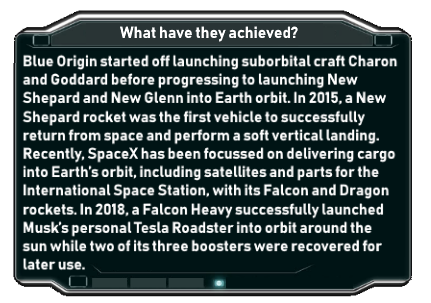 What have they achieved?
Blue Origin started off launching suborbital craft Charon
and Goddard before progressing to launching New
Shepard and New Glenn into Earth orbit. In 2015, a New
Shepard rocket was the first vehicle to successfully
return from space and perform a soft vertical landing.
Recently, SpaceX has been focussed on delivering cargo
into Earth's orbit, including satellites and parts for the
International Space Station, with its Falcon and Dragon
rockets. In 2018, a Falcon Heavy successfully launched
Musk's personal Tesla Roadster into orbit around the
sun while two of its three boosters were recovered for
later use.